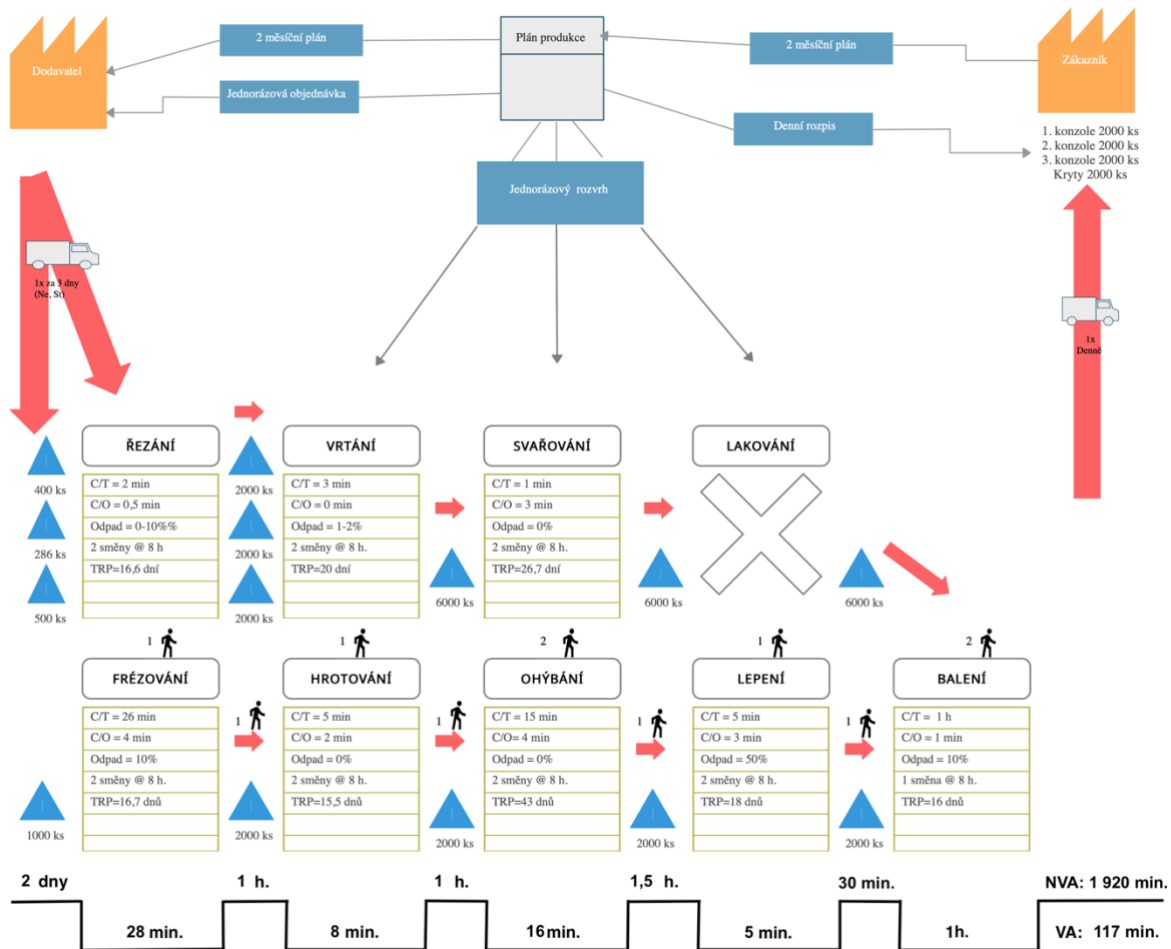 Dodavatel
2 měsíční plán
Jednorázová objednávka
Plán produkce
2 měsíční plán
Denní rozpis
Zákazník
1. konzole 2000 ks
2. konzole 2000 ks
3. konzole 2000 ks
Kryty 2000 ks
Jednorázový rozvrh
1x za 3 dny
(Ne, St)
1x
Denně
400 ks
286 ks
500 ks
ŘEZÁNÍ
C/T = 2 min
C/O = 0,5 min
Odpad = 0-10%%
2 směny @ 8 h
TRP=16,6 dní
2000 ks
2000 ks
2000 ks
VRTÁNÍ
C/T = 3 min
C/O = 0 min
Odpad = 1-2%
2 směny @ 8 h.
TRP=20 dní
6000 ks
SVAŘOVÁNÍ
C/T = 1 min
C/O = 3 min
Odpad = 0%
2 směny @ 8 h.
TRP=26,7 dní
6000 ks
LAKOVÁNÍ
6000 ks
1
1
2
1
2
1000 ks
FRÉZOVÁNÍ
C/T = 26 min
C/O = 4 min
Odpad = 10%
2 směny @ 8 h.
TRP=16,7 dnů
1
2000 ks
HROTOVÁNÍ
C/T = 5 min
C/O = 2 min
Odpad = 0%
2 směny @ 8 h.
TRP=15,5 dnů
1
2000 ks
OHÝBÁNÍ
C/T = 15 min
C/O= 4 min
Odpad = 0%
2 směny @ 8 h.
TRP=43 dnů
1
2000 ks
LEPENÍ
C/T = 5 min
C/O = 3 min
Odpad = 50%
2 směny @ 8 h.
TRP=18 dnů
1
2000 ks
BALENÍ
C/T = 1 h
C/O = 1 min
Odpad = 10%
1 směna @ 8 h.
TRP=16 dnů
2 dny
1 h.
1 h.
1,5 h.
30 min.
NVA: 1 920 min.
28 min.
8 min.
16 min.
5 min.
1h.
VA: 117 min.